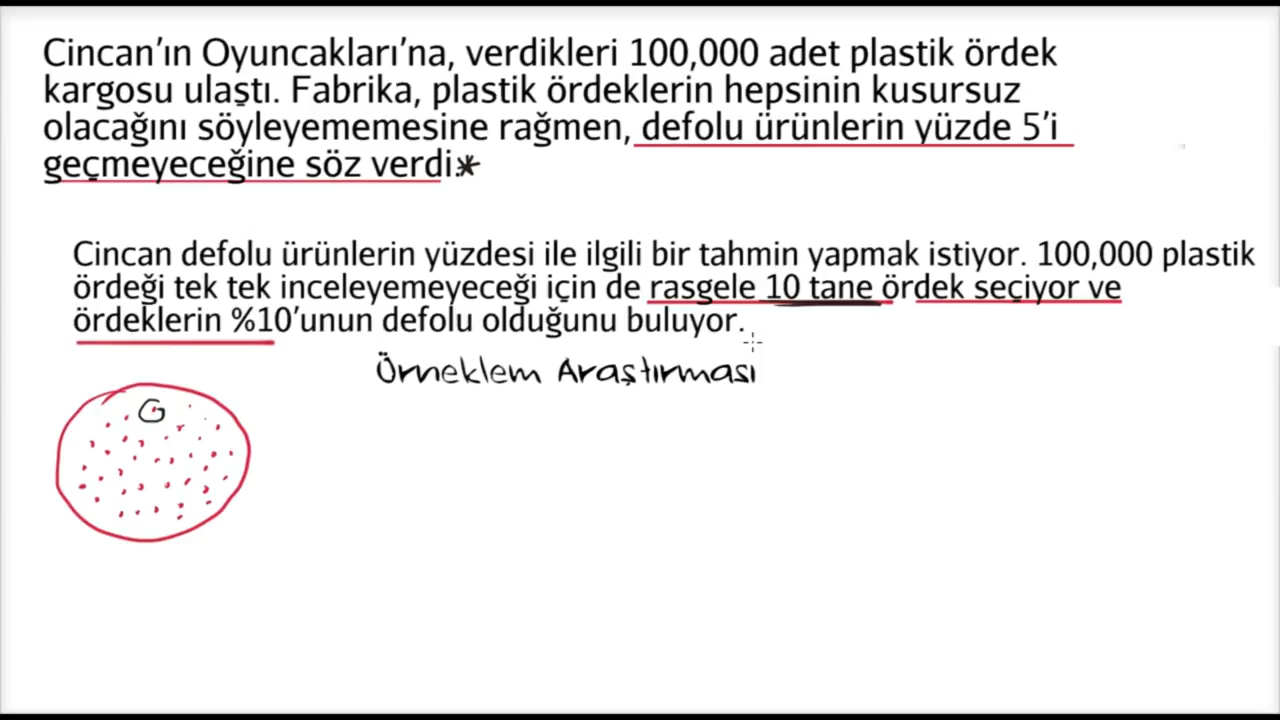 Cincan’ın Oyuncakları’na, verdikleri 100,000 adet plastik ördek
kargosu ulaştı. Fabrika, plastik ördeklerin hepsinin kusursuz
olacağını söyleyememesine rağmen, defolu ürünlerin yüzde 5’i
geçmeyeceğine söz verdi.*
Cincan defolu ürünlerin yüzdesi ile ilgili bir tahmin yapmak istiyor. 100,000 plastik
ördeği tek tek inceleyemeyeceği için de rasgele 10 tane ördek seçiyor ve
ördeklerin %10’unun defolu olduğunu buluyor.
Örneklem Araştırması